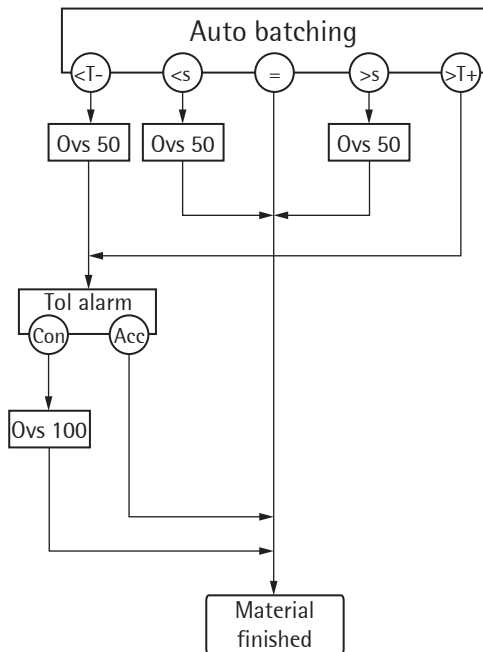 Auto batching
<T-
<s
=
>s
>T+
Ovs 50
Ovs 50
Ovs 50
Tol alarm
Con
Acc
Ovs 100
Material
finished